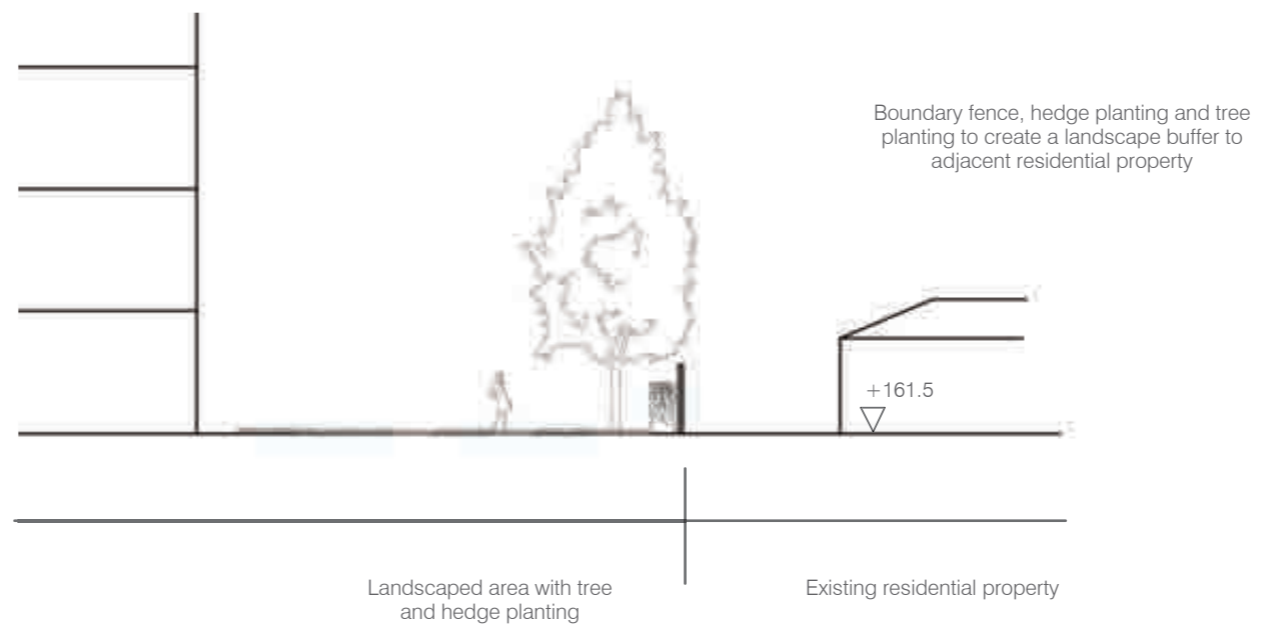 Boundary fence, hedge planting and tree
planting to create a landscape buffer to
adjacent residential property
+161.5
Landscaped area with tree
and hedge planting
Existing residential property